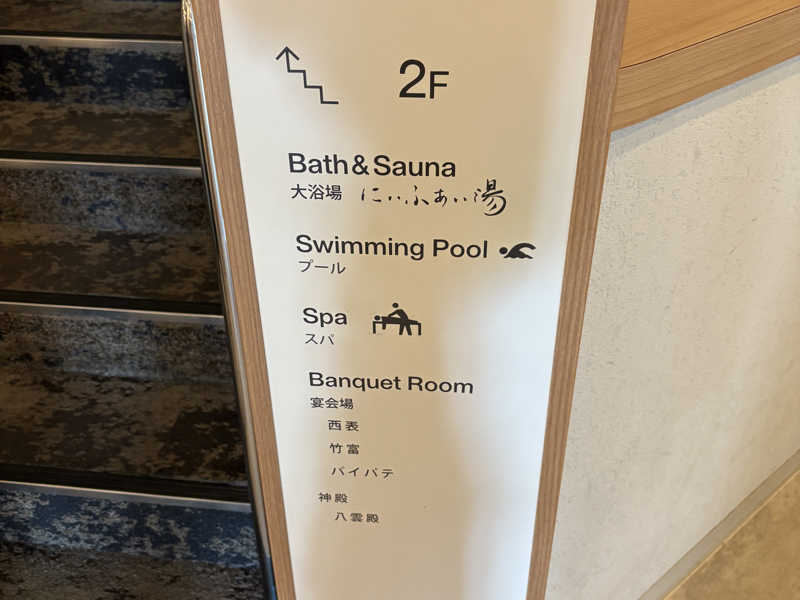 2F
Bath&Sauna
大浴場 にぃふぁい湯
Swimming Pool
プール
Spa
スパ
Banquet Room
宴会場
西表
竹富
パイパテ
神殿
八雲殿